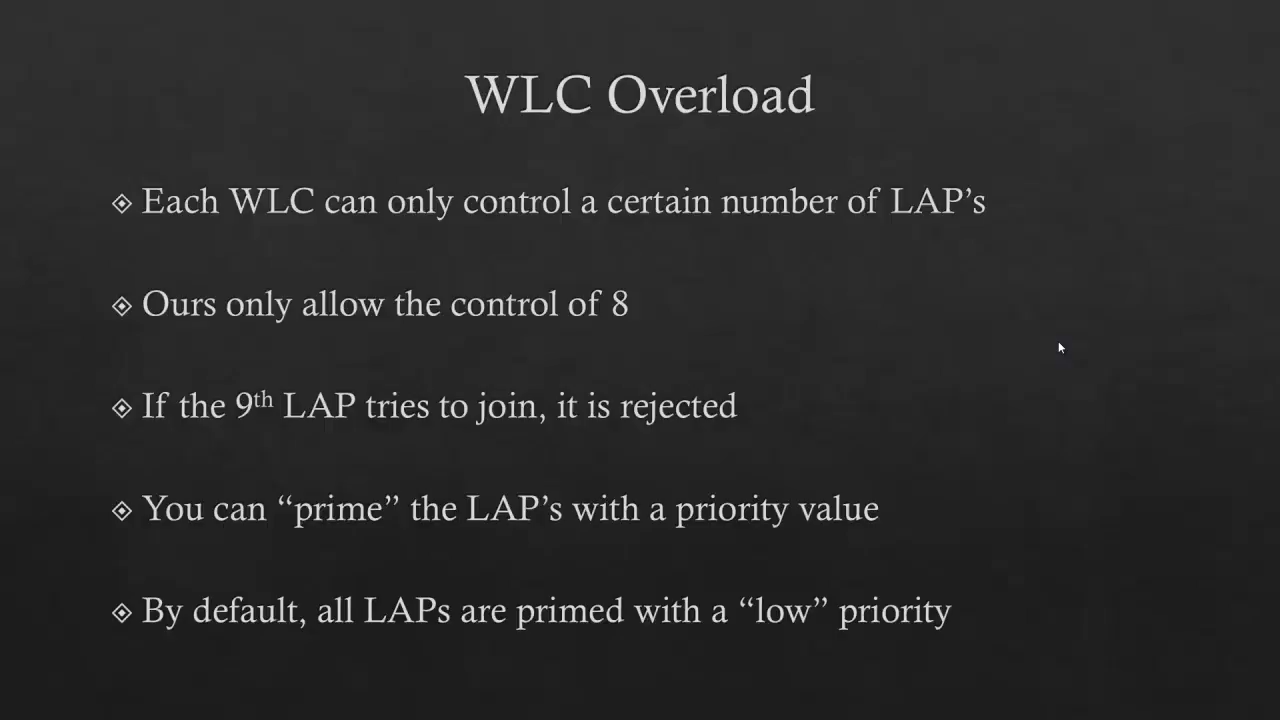 WLC Overload
Each WLC can only control a certain number of LAP’s
Ours only allow the control of 8
If the 9th LAP tries to join, it is rejected
You can “prime” the LAP’s with a priority value
By default, all LAPs are primed with a “low” priority